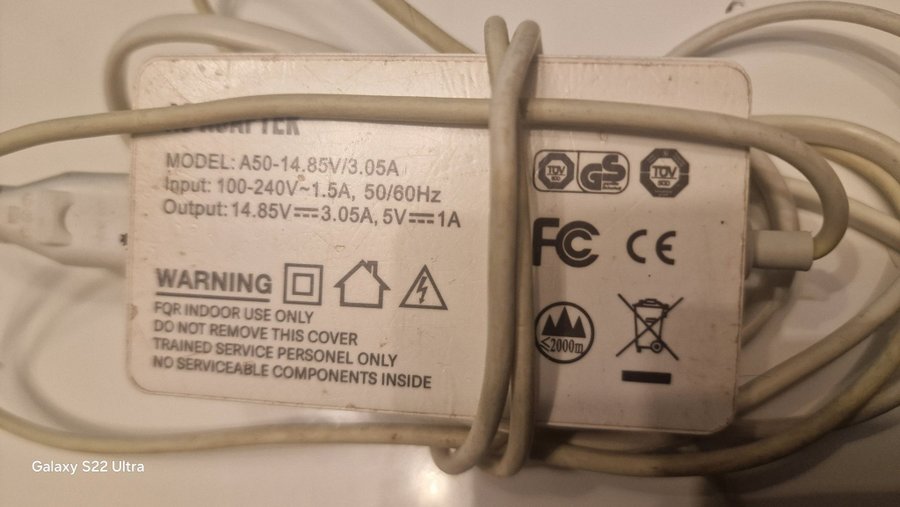 MODEL: A50-14.85V/3.05A
Input: 100-240V~1.5A, 50/60Hz
Output: 14.85V⎓3.05A, 5V⎓1A
TÜV
GS
TÜV
FC
CE
WARNING
FOR INDOOR USE ONLY
DO NOT REMOVE THIS COVER
TRAINED SERVICE PERSONEL ONLY
NO SERVICEABLE COMPONENTS INSIDE
≤2000m
Galaxy S22 Ultra